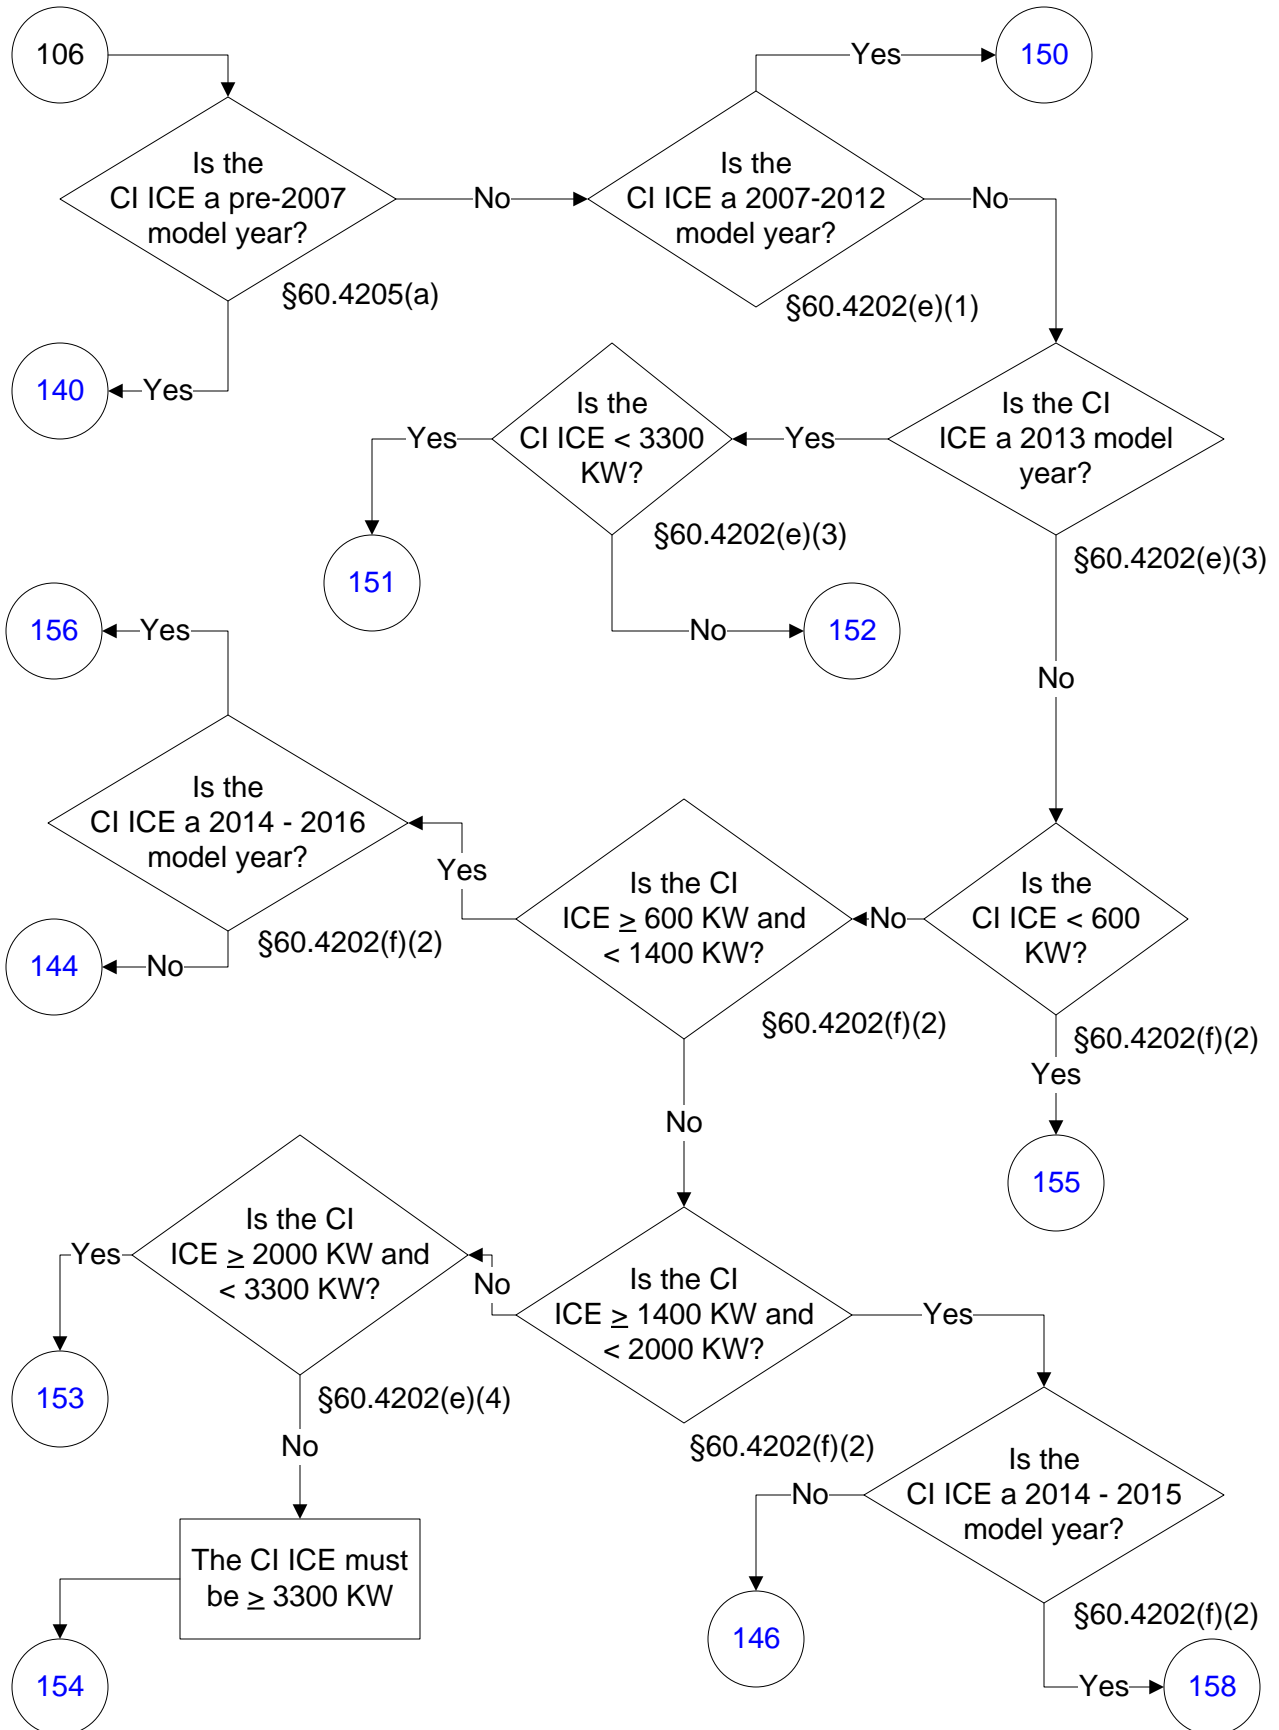 106
Yes
150
Is the
CI ICE a pre-2007
model year?
No
Is the
CI ICE a 2007-2012
model year?
No
§60.4205(a)
§60.4202(e)(1)
140
Yes
Yes
Is the
CI ICE < 3300
KW?
Yes
Is the CI
ICE a 2013 model
year?
§60.4202(e)(3)
§60.4202(e)(3)
151
156
Yes
No
152
No
Is the
CI ICE a 2014 - 2016
model year?
Yes
Is the CI
ICE ≥ 600 KW and
< 1400 KW?
No
Is the
CI ICE < 600
KW?
§60.4202(f)(2)
144
No
§60.4202(f)(2)
§60.4202(f)(2)
Yes
No
155
Yes
Is the CI
ICE ≥ 2000 KW and
< 3300 KW?
No
Is the CI
ICE ≥ 1400 KW and
< 2000 KW?
Yes
153
§60.4202(e)(4)
No
§60.4202(f)(2)
No
Is the
CI ICE a 2014 - 2015
model year?
The CI ICE must
be ≥ 3300 KW
§60.4202(f)(2)
146
154
Yes
158